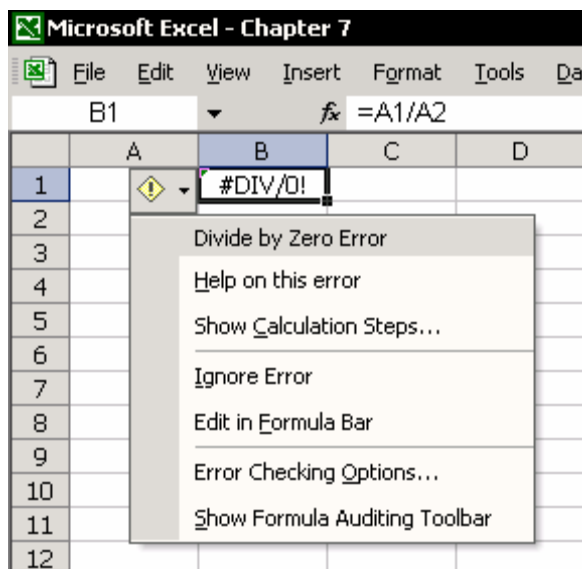 Microsoft Excel - Chapter 7
File Edit View Insert Format Tools Da
B1 fx =A1/A2
A B C D
1 #DIV/0!
2
3
4
5
6
7
8
9
10
11
12
Divide by Zero Error
Help on this error
Show Calculation Steps...
Ignore Error
Edit in Formula Bar
Error Checking Options...
Show Formula Auditing Toolbar